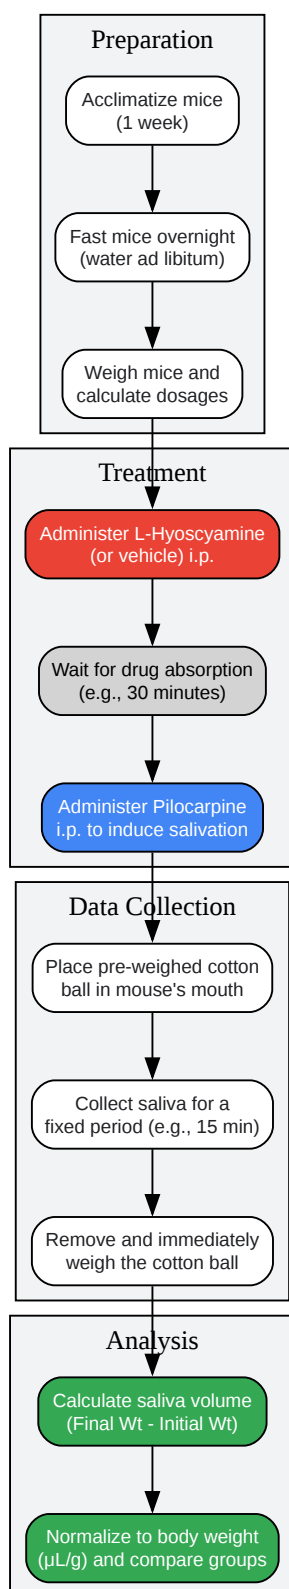 Preparation
Acclimatize mice
(1 week)
Fast mice overnight
(water ad libitum)
Weigh mice and
calculate dosages
Treatment
Administer L-Hyoscyamine
(or vehicle) i.p.
Wait for drug absorption
(e.g., 30 minutes)
Administer Pilocarpine
i.p. to induce salivation
Data Collection
Place pre-weighed cotton
ball in mouse's mouth
Collect saliva for a
fixed period (e.g., 15 min)
Remove and immediately
weigh the cotton ball
Analysis
Calculate saliva volume
(Final Wt - Initial Wt)
Normalize to body weight
(μL/g) and compare groups